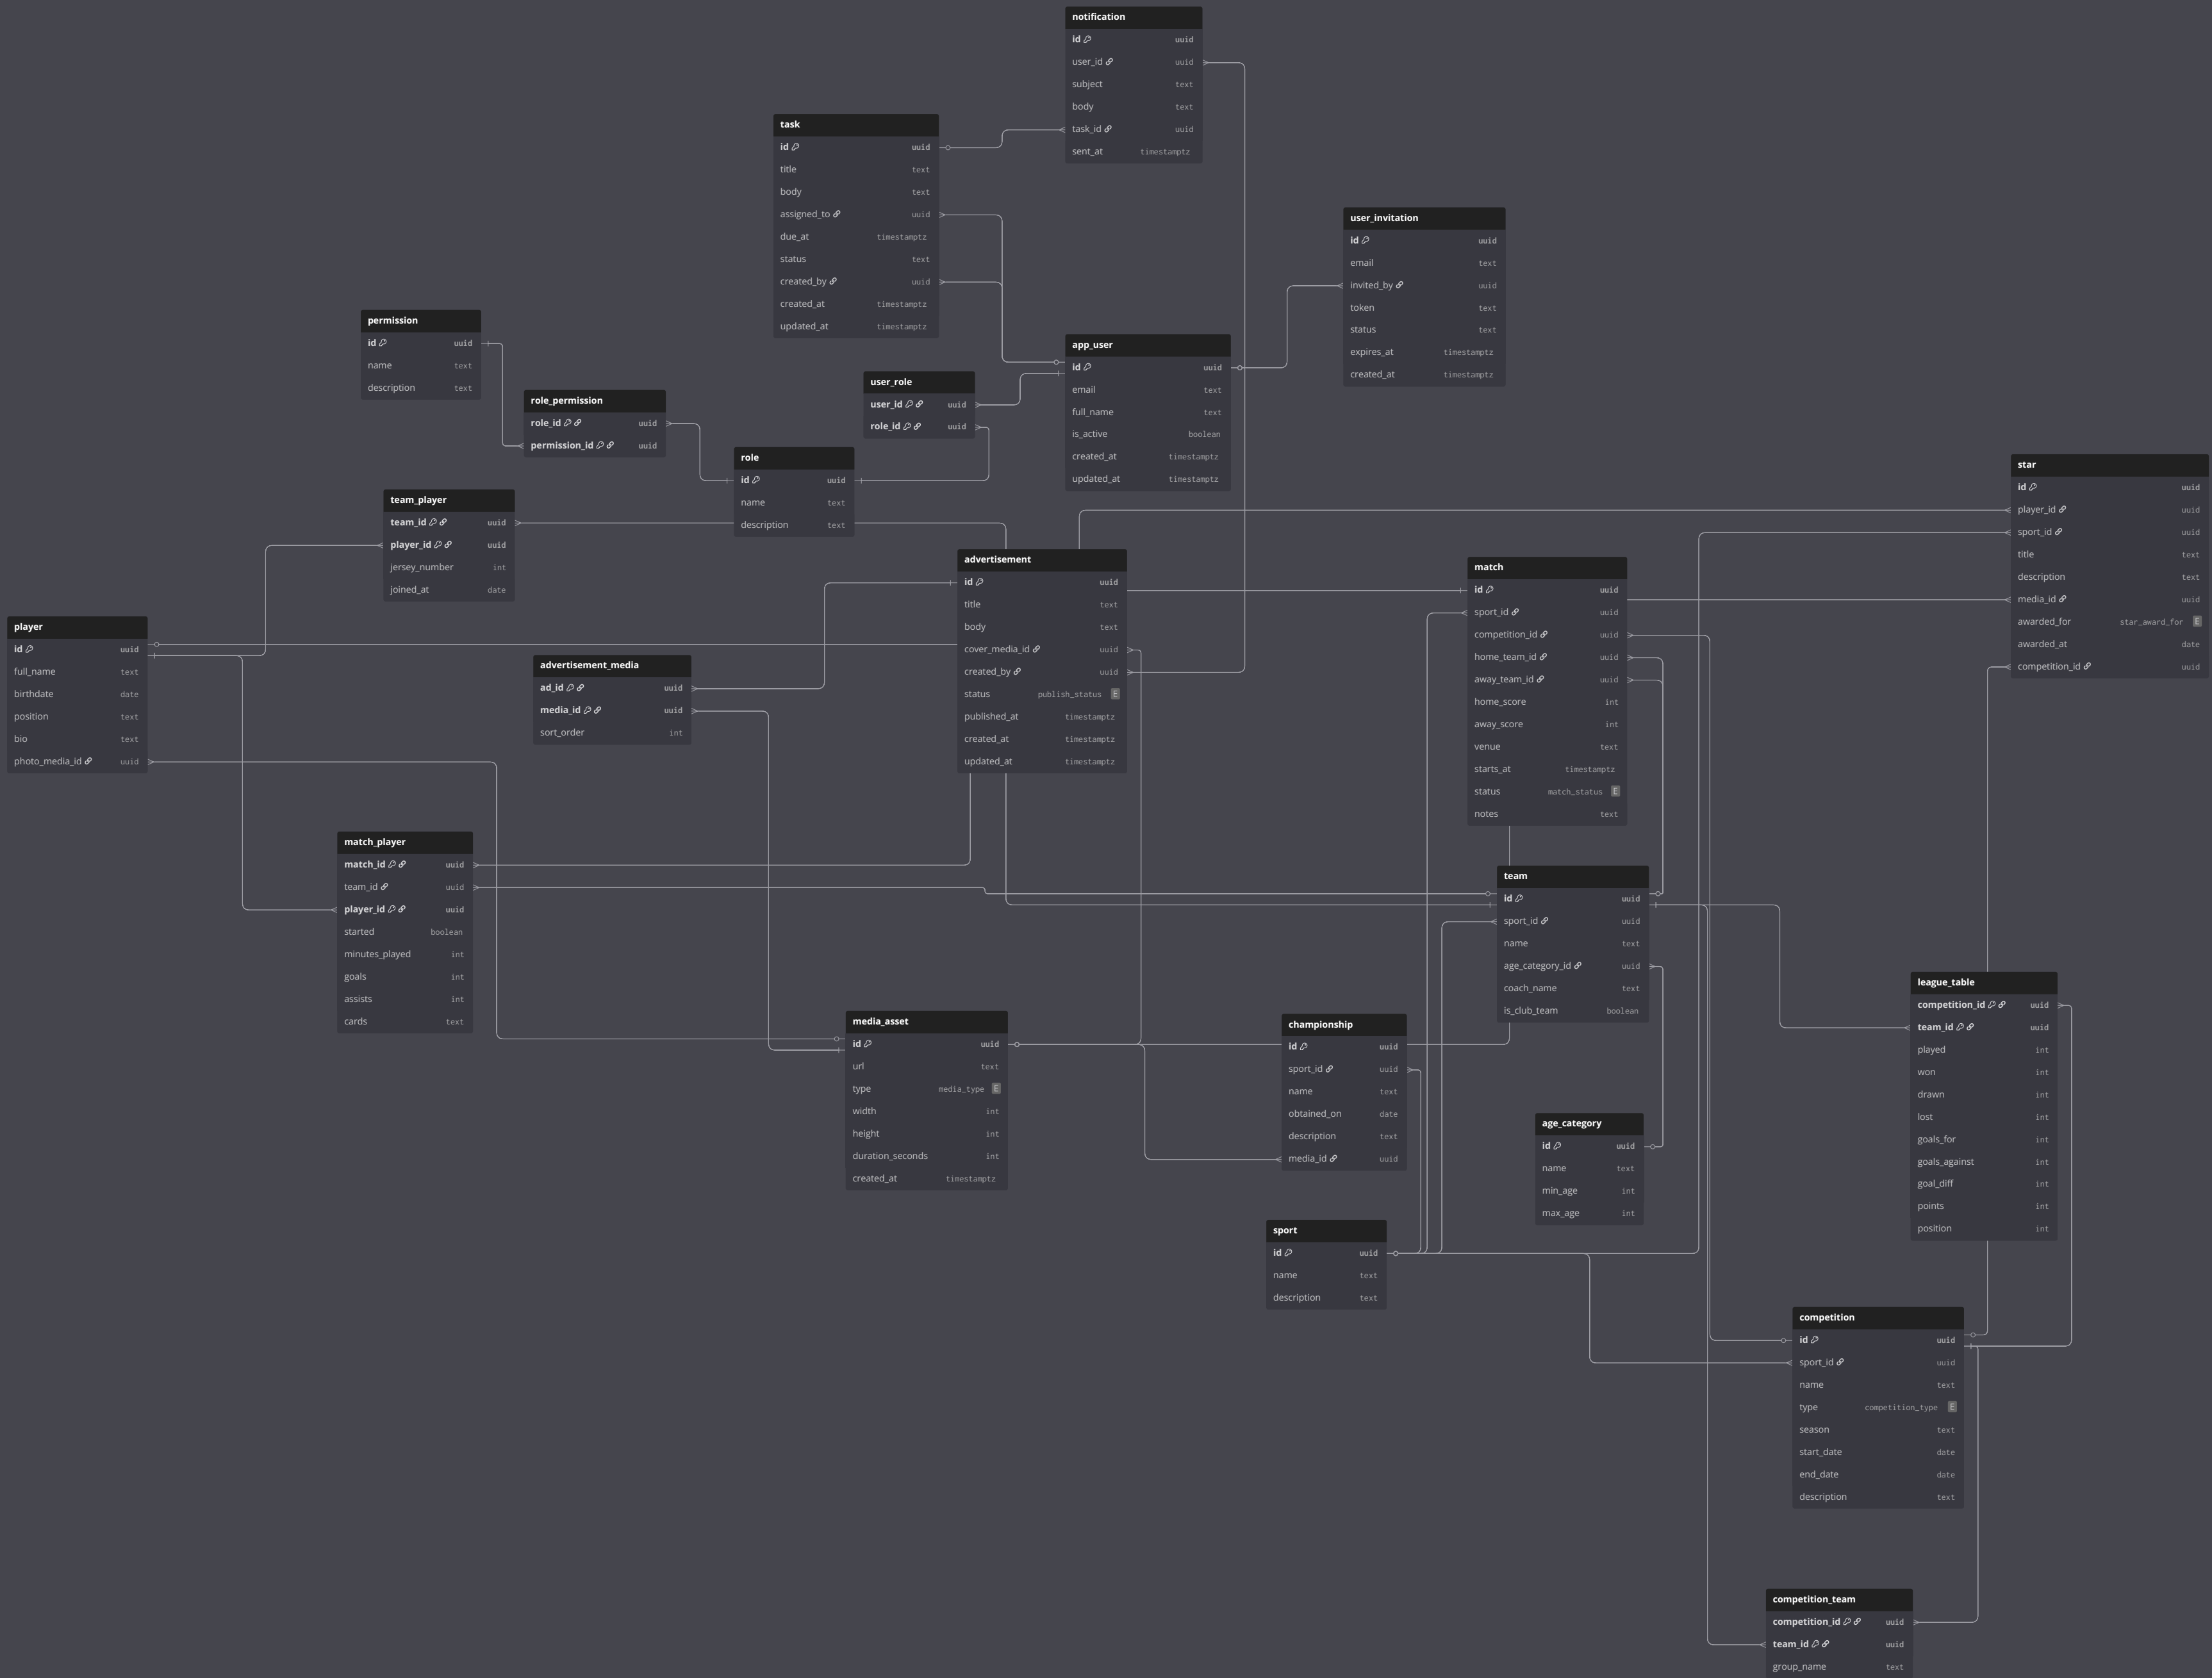 notification
id uuid
user_id uuid
subject text
body text
task_id uuid
sent_at timestamptz
task
id uuid
title text
body text
assigned_to uuid
due_at timestamptz
status text
created_by uuid
created_at timestamptz
updated_at timestamptz
user_invitation
id uuid
email text
invited_by uuid
token text
status text
expires_at timestamptz
created_at timestamptz
permission
id uuid
name text
description text
app_user
id uuid
email text
full_name text
is_active boolean
created_at timestamptz
updated_at timestamptz
user_role
user_id uuid
role_id uuid
role_permission
role_id uuid
permission_id uuid
role
id uuid
name text
description text
star
id uuid
player_id uuid
sport_id uuid
title text
description text
media_id uuid
awarded_for star_award_for E
awarded_at date
competition_id uuid
team_player
team_id uuid
player_id uuid
jersey_number int
joined_at date
advertisement
id uuid
title text
body text
cover_media_id uuid
created_by uuid
status publish_status E
published_at timestamptz
created_at timestamptz
updated_at timestamptz
match
id uuid
sport_id uuid
competition_id uuid
home_team_id uuid
away_team_id uuid
home_score int
away_score int
venue text
starts_at timestamptz
status match_status E
notes text
player
id uuid
full_name text
birthdate date
position text
bio text
photo_media_id uuid
advertisement_media
ad_id uuid
media_id uuid
sort_order int
match_player
match_id uuid
team_id uuid
player_id uuid
started boolean
minutes_played int
goals int
assists int
cards text
team
id uuid
sport_id uuid
name text
age_category_id uuid
coach_name text
is_club_team boolean
league_table
competition_id uuid
team_id uuid
played int
won int
drawn int
lost int
goals_for int
goals_against int
goal_diff int
points int
position int
media_asset
id uuid
url text
type media_type E
width int
height int
duration_seconds int
created_at timestamptz
championship
id uuid
sport_id uuid
name text
obtained_on date
description text
media_id uuid
age_category
id uuid
name text
min_age int
max_age int
sport
id uuid
name text
description text
competition
id uuid
sport_id uuid
name text
type competition_type E
season text
start_date date
end_date date
description text
competition_team
competition_id uuid
team_id uuid
group_name text